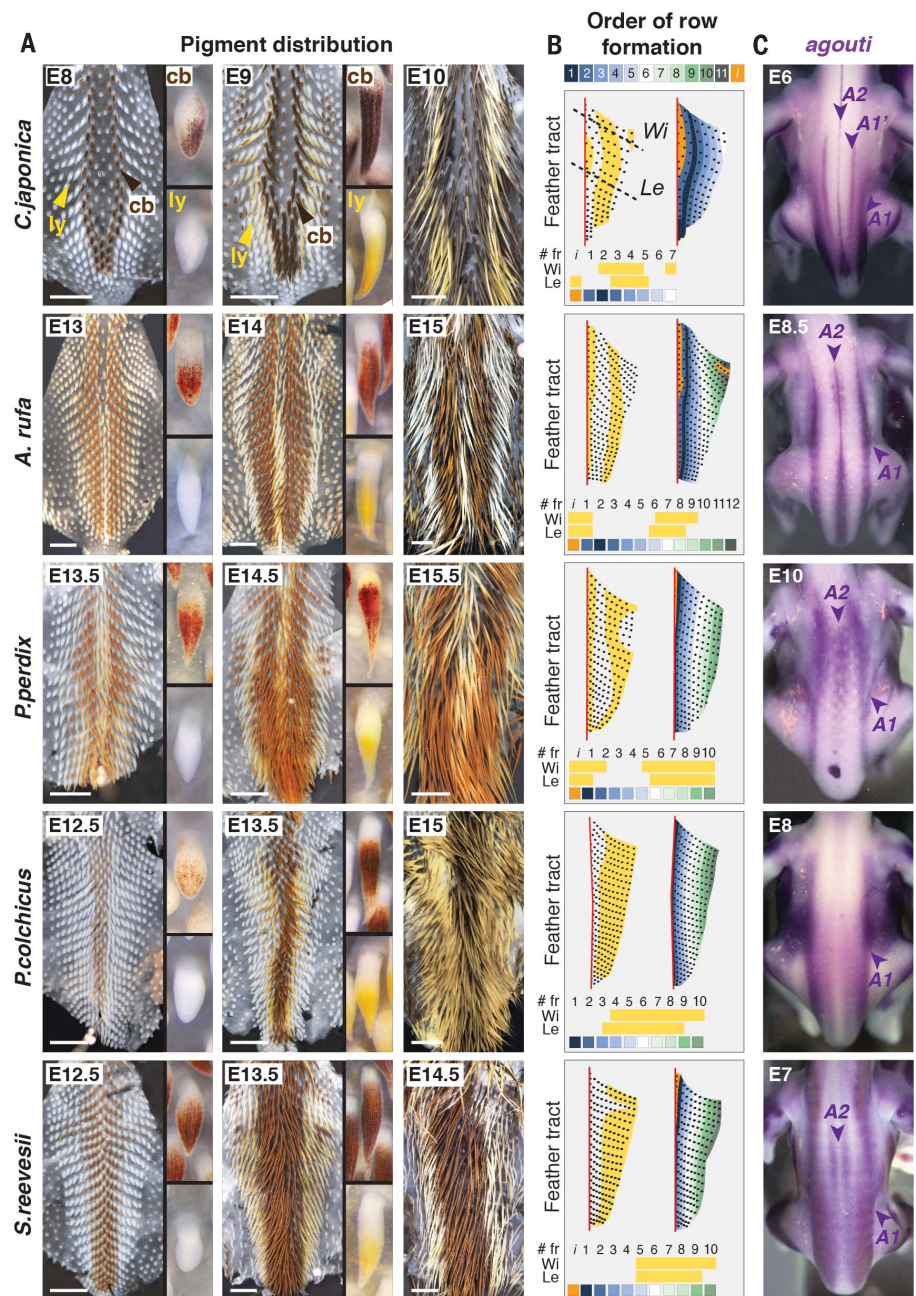 A
Pigment distribution
B
Order of row
formation
C
agouti
1 2 3 4 5 6 7 8 9 10 11 i
C.japonica
E8
cb
ly
ly
cb
E9
cb
ly
ly
cb
E10
Feather tract
Wi
Le
# fr i 1 2 3 4 5 6 7
Wi
Le
E6
A2
A1'
A1
A. rufa
E13
E14
E15
Feather tract
# fr i 1 2 3 4 5 6 7 8 9 10 11 12
Wi
Le
E8.5
A2
A1
P.perdix
E13.5
E14.5
E15.5
Feather tract
# fr i 1 2 3 4 5 6 7 8 9 10
Wi
Le
E10
A2
A1
P.colchicus
E12.5
E13.5
E15
Feather tract
# fr 1 2 3 4 5 6 7 8 9 10
Wi
Le
E8
A1
S.reevesii
E12.5
E13.5
E14.5
Feather tract
# fr i 1 2 3 4 5 6 7 8 9 10
Wi
Le
E7
A2
A1